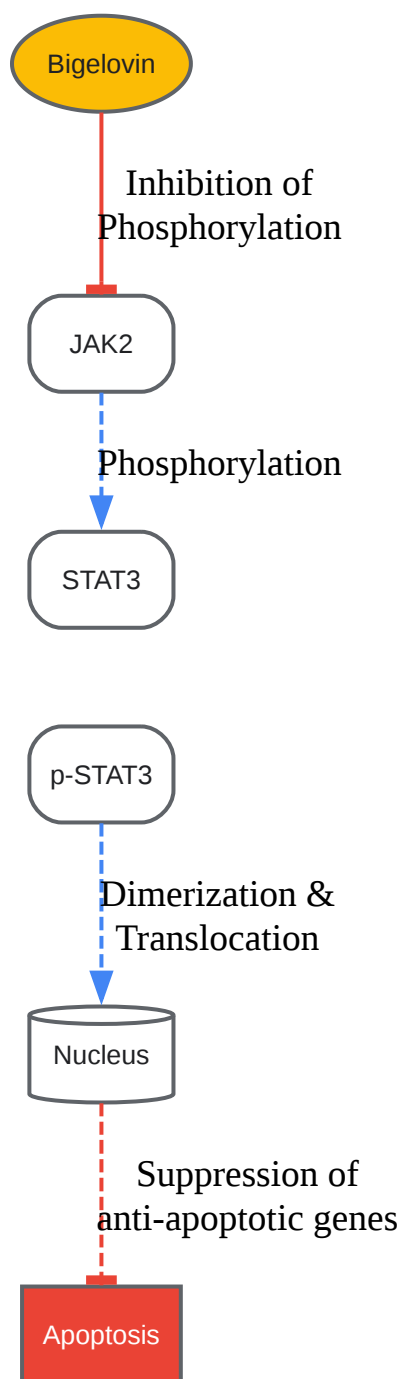 Bigelovin
Inhibition of
Phosphorylation
JAK2
Phosphorylation
STAT3
p-STAT3
Dimerization &
Translocation
Nucleus
Suppression of
anti-apoptotic genes
Apoptosis